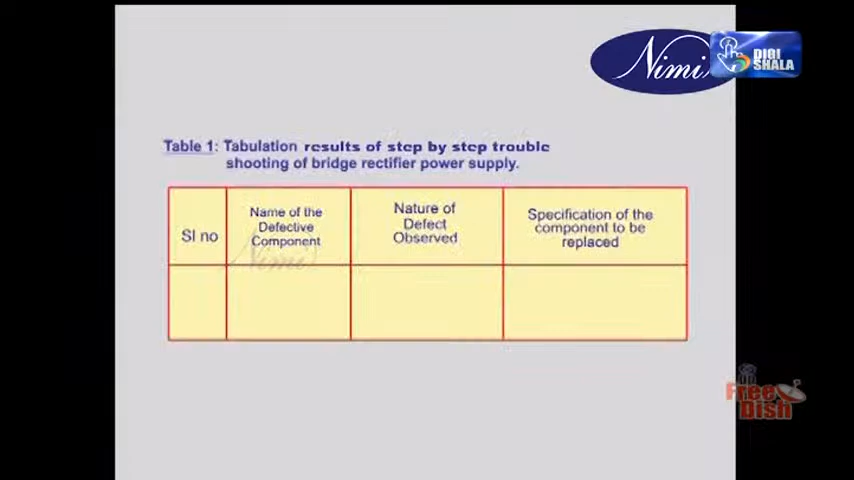 Nimi
DIGI
SHALA
Table 1: Tabulation results of step by step trouble
shooting of bridge rectifier power supply.
Sl no
Name of the
Defective
Component
Nature of
Defect
Observed
Specification of the
component to be
replaced
Nimi
Free
Dish